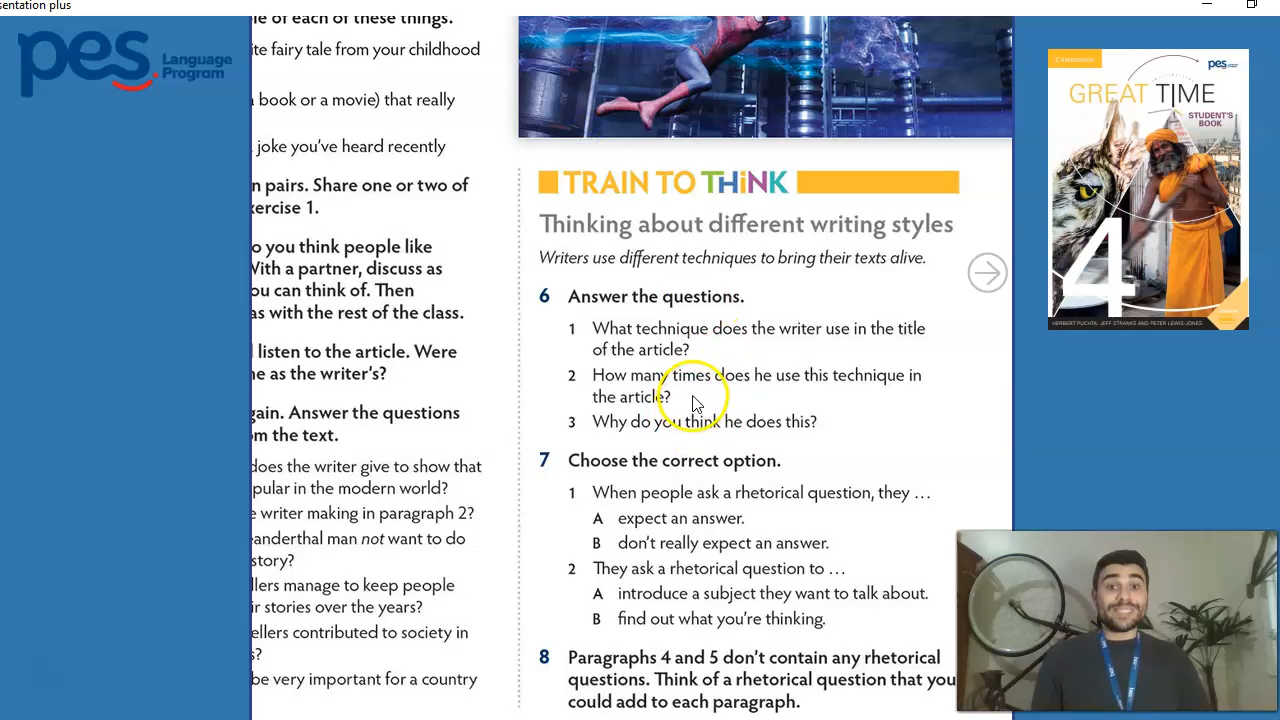 sentation plus
pes Language
Program
le of each of these things.
ite fairy tale from your childhood
a book or a movie) that really
joke you've heard recently
n pairs. Share one or two of
xercise 1.
o you think people like
With a partner, discuss as
ou can think of. Then
as with the rest of the class.
listen to the article. Were
ne as the writer's?
gain. Answer the questions
om the text.
does the writer give to show that
pular in the modern world?
e writer making in paragraph 2?
eanderthal man not want to do
story?
llers manage to keep people
ir stories over the years?
ellers contributed to society in
s?
be very important for a country
TRAIN TO THiNK
Thinking about different writing styles
Writers use different techniques to bring their texts alive.
6 Answer the questions.
1 What technique does the writer use in the title
of the article?
2 How many times does he use this technique in
the article?
3 Why do you think he does this?
7 Choose the correct option.
1 When people ask a rhetorical question, they …
A expect an answer.
B don't really expect an answer.
2 They ask a rhetorical question to …
A introduce a subject they want to talk about.
B find out what you're thinking.
8 Paragraphs 4 and 5 don't contain any rhetorical
questions. Think of a rhetorical question that you
could add to each paragraph.
CAMBRIDGE
pes
GREAT TIME
STUDENT'S
BOOK
4
HERBERT PUCHTA, JEFF STRANKS AND PETER LEWIS-JONES